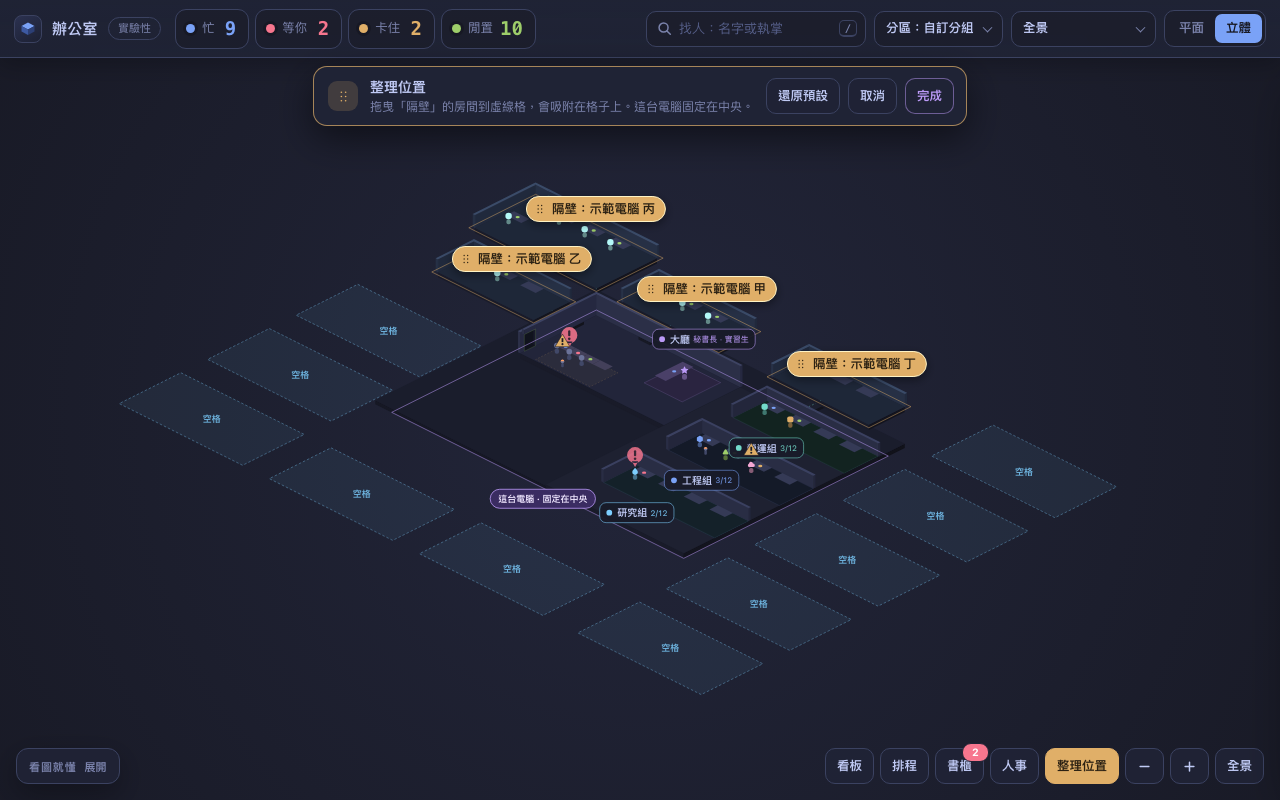 辦公室 實驗性 忙 9 等你 2 卡住 2 閒置 10 找人：名字或執掌 / 分區：自訂分組 全景 平面 立體
整理位置
拖曳「隔壁」的房間到虛線格，會吸附在格子上。這台電腦固定在中央。
還原預設 取消 完成
隔壁：示範電腦 丙
隔壁：示範電腦 乙
隔壁：示範電腦 甲
空格
大廳 秘書長 · 實習生
隔壁：示範電腦 丁
空格
空格
運組 3/12
空格
工程組 3/12
空格
這台電腦 · 固定在中央
研究組 2/12
空格
空格
空格
空格
空格
看圖就懂 展開
看板 排程 書櫃 2 人事 整理位置 − + 全景